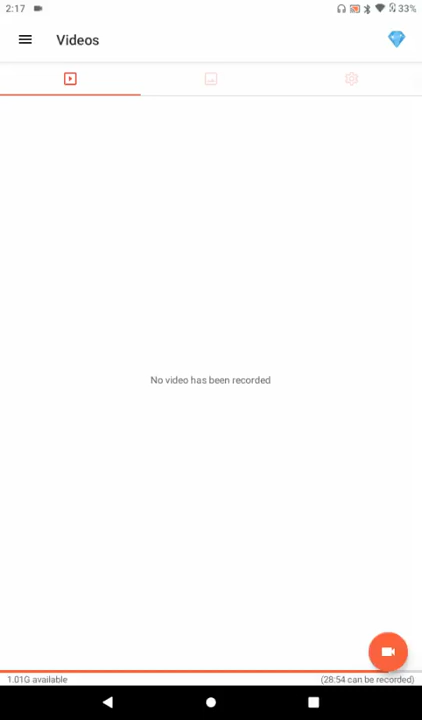 2:17
33%
Videos
No video has been recorded
1.01G available
(28:54 can be recorded)